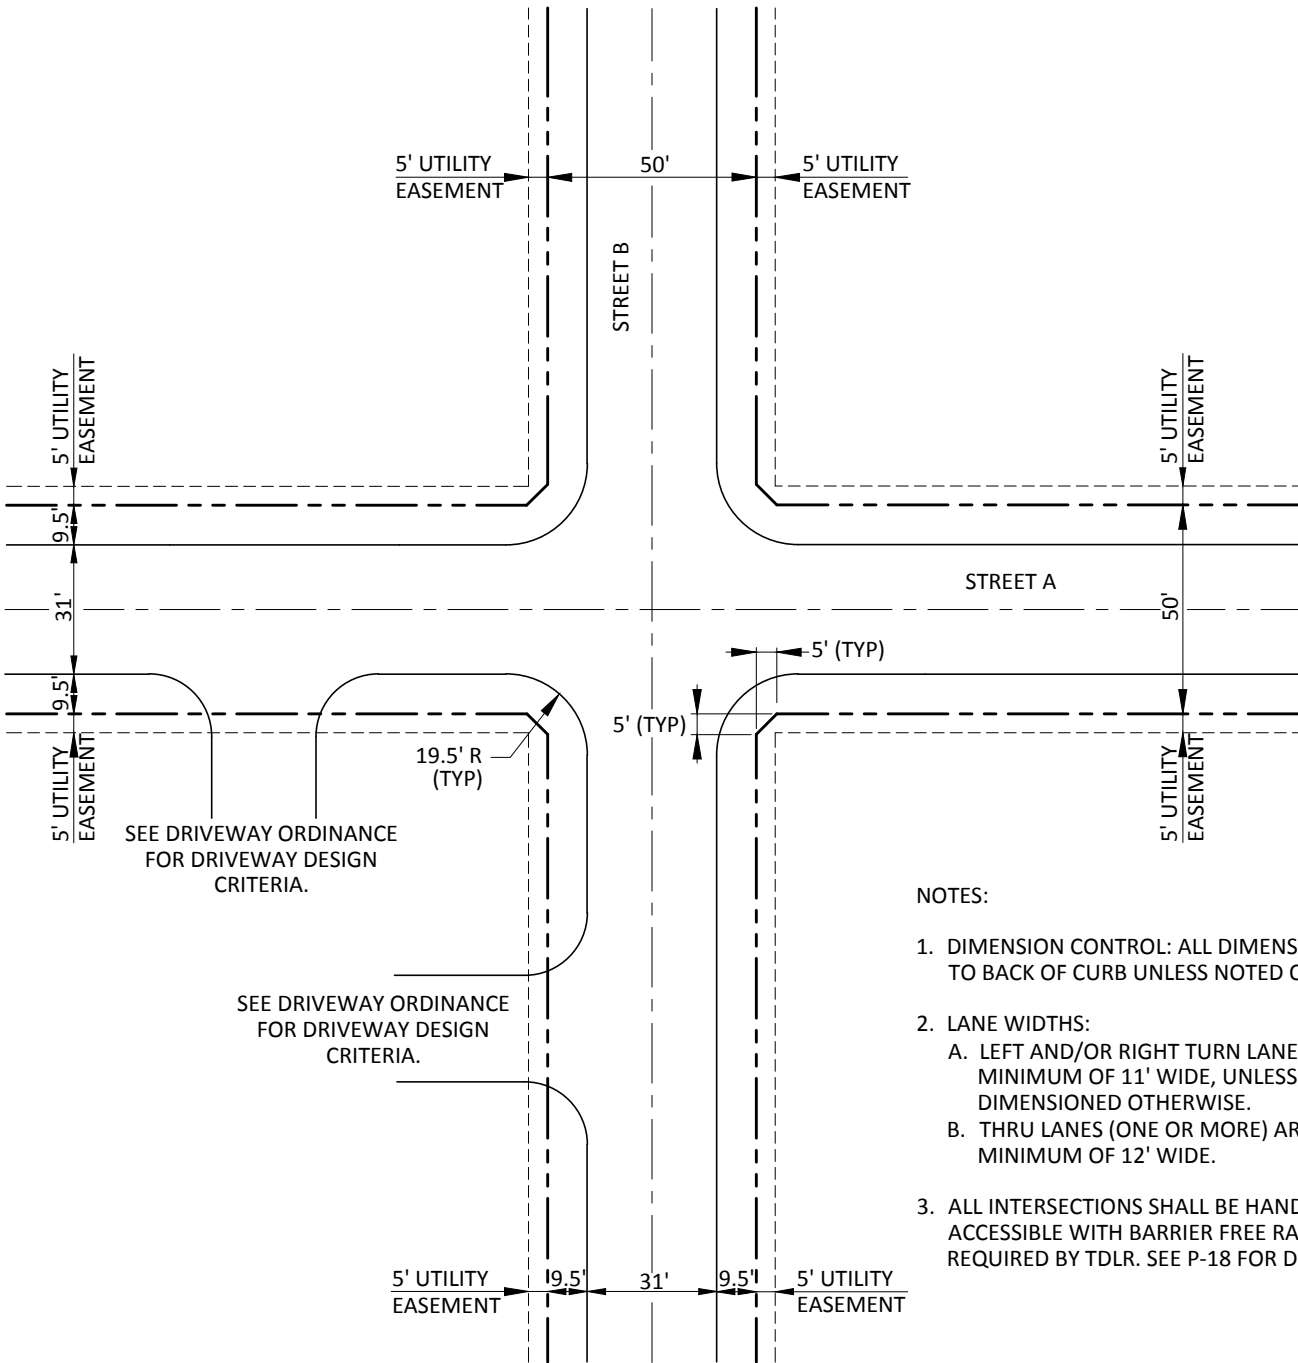 5' UTILITY
EASEMENT
50'
5' UTILITY
EASEMENT
STREET B
5' UTILITY
EASEMENT
9.5'
31'
9.5'
5' UTILITY
EASEMENT
5' UTILITY
EASEMENT
STREET A
50'
5' UTILITY
EASEMENT
5' (TYP)
5' (TYP)
19.5' R
(TYP)
SEE DRIVEWAY ORDINANCE
FOR DRIVEWAY DESIGN
CRITERIA.
SEE DRIVEWAY ORDINANCE
FOR DRIVEWAY DESIGN
CRITERIA.
5' UTILITY
EASEMENT
9.5'
31'
9.5'
5' UTILITY
EASEMENT
NOTES:
1. DIMENSION CONTROL: ALL
TO BACK OF CURB UNLESS NOTED
2. LANE WIDTHS:
A. LEFT AND/OR RIGHT TURN LANE
MINIMUM OF 11' WIDE, UNLESS
DIMENSIONED OTHERWISE.
B. THRU LANES (ONE OR MORE)
MINIMUM OF 12' WIDE.
3. ALL INTERSECTIONS SHALL BE
ACCESSIBLE WITH BARRIER FREE
REQUIRED BY TDLR. SEE P-18 FOR